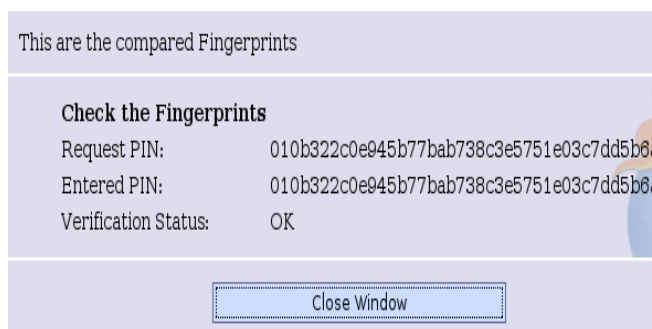 This are the compared Fingerprints
Check the Fingerprints
Request PIN: 010b322c0e945b77bab738c3e5751e03c7dd5b6
Entered PIN: 010b322c0e945b77bab738c3e5751e03c7dd5b6
Verification Status: OK
Close Window